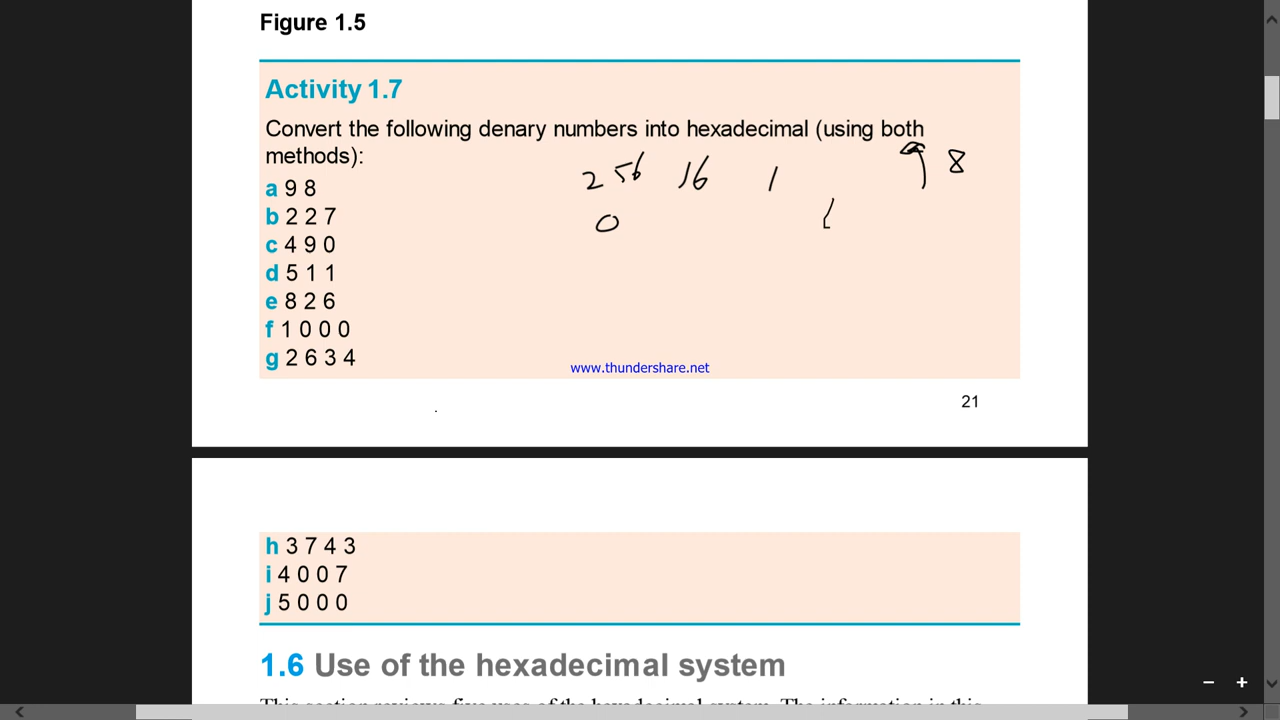 Figure 1.5
Activity 1.7
Convert the following denary numbers into hexadecimal (using both
methods):
256 16 1 98
0
a 9 8
b 2 2 7
c 4 9 0
d 5 1 1
e 8 2 6
f 1 0 0 0
g 2 6 3 4
www.thundershare.net
21
h 3 7 4 3
i 4 0 0 7
j 5 0 0 0
1.6 Use of the hexadecimal system